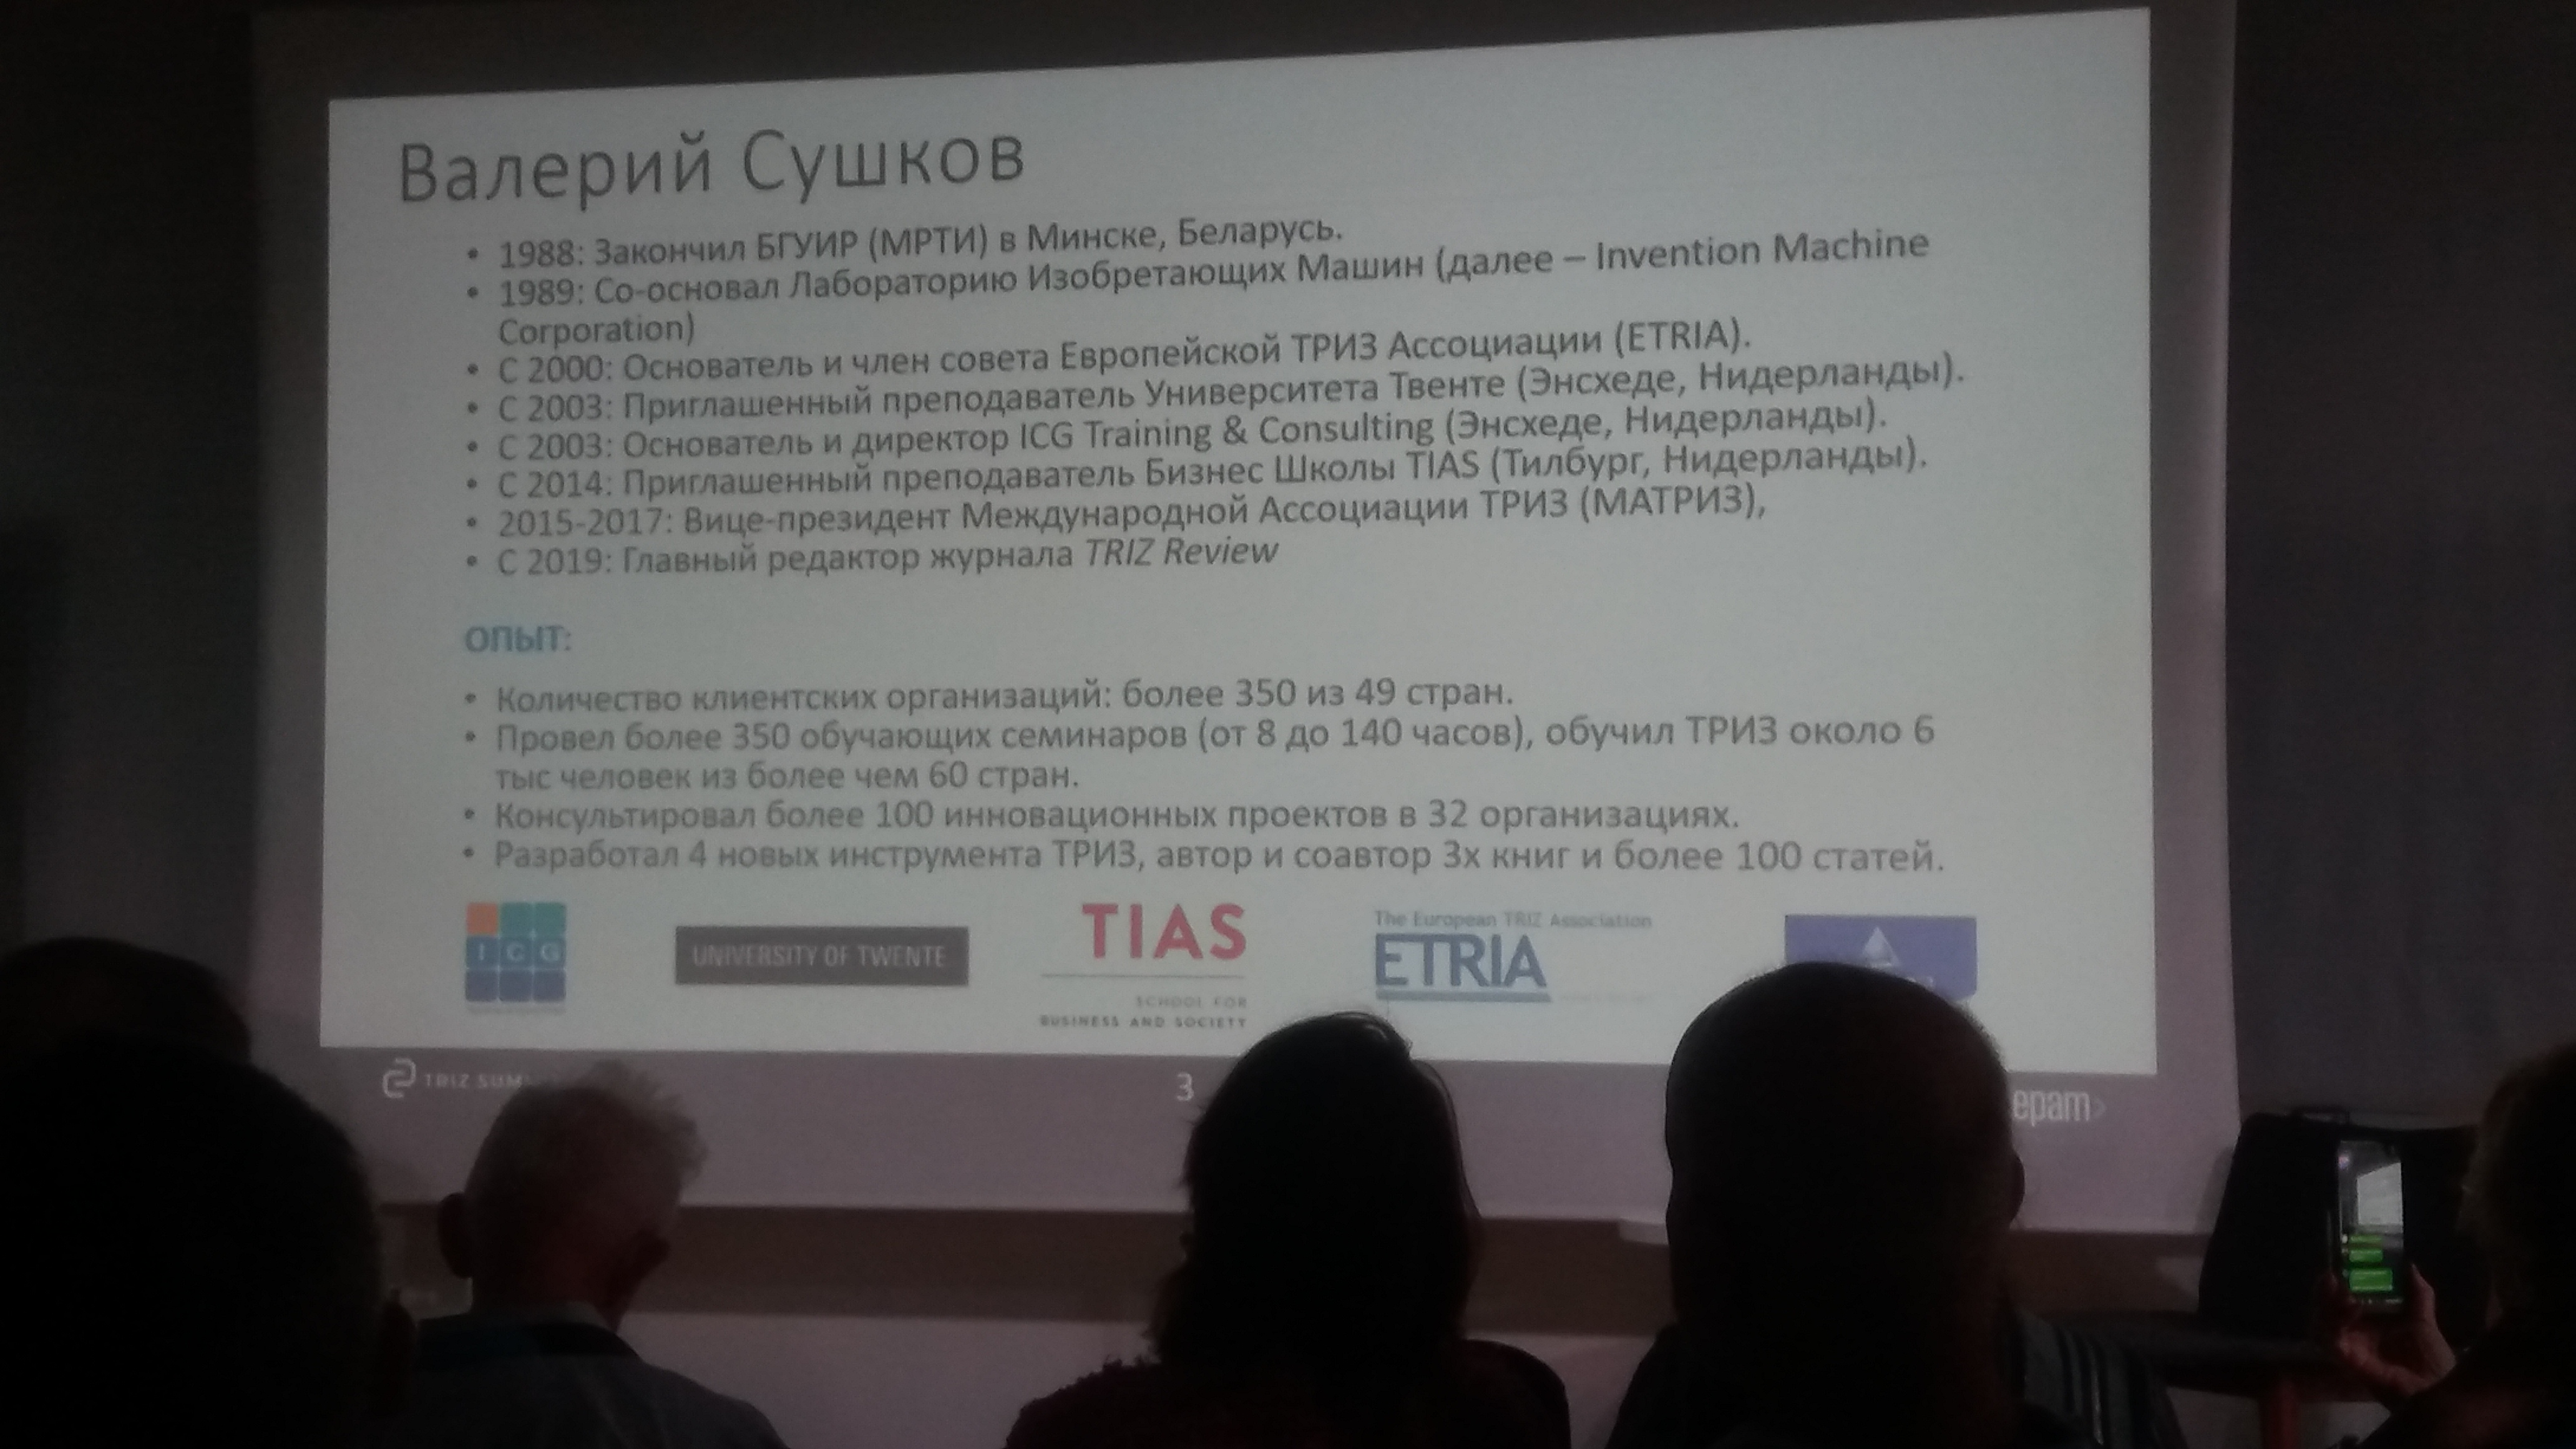 Валерий Сушков
• 1988: Закончил БГУИР (МРТИ) в Минске, Беларусь.
• 1989: Со-основал Лабораторию Изобретающих Машин (далее – Invention Machine
Corporation)
• С 2000: Основатель и член совета Европейской ТРИЗ Ассоциации (ETRIA).
• С 2003: Приглашенный преподаватель Университета Твенте (Энсхеде, Нидерланды).
• С 2003: Основатель и директор ICG Training & Consulting (Энсхеде, Нидерланды).
• С 2014: Приглашенный преподаватель Бизнес Школы TIAS (Тилбург, Нидерланды).
• 2015-2017: Вице-президент Международной Ассоциации ТРИЗ (МАТРИЗ),
• С 2019: Главный редактор журнала TRIZ Review
ОПЫТ:
• Количество клиентских организаций: более 350 из 49 стран.
• Провел более 350 обучающих семинаров (от 8 до 140 часов), обучил ТРИЗ около 6
тыс человек из более чем 60 стран.
• Консультировал более 100 инновационных проектов в 32 организациях.
• Разработал 4 новых инструмента ТРИЗ, автор и соавтор 3х книг и более 100 статей.
ICG
UNIVERSITY OF TWENTE
TIAS
SCHOOL FOR
BUSINESS AND SOCIETY
The European TRIZ Association
ETRIA
TRIZ
3
epam